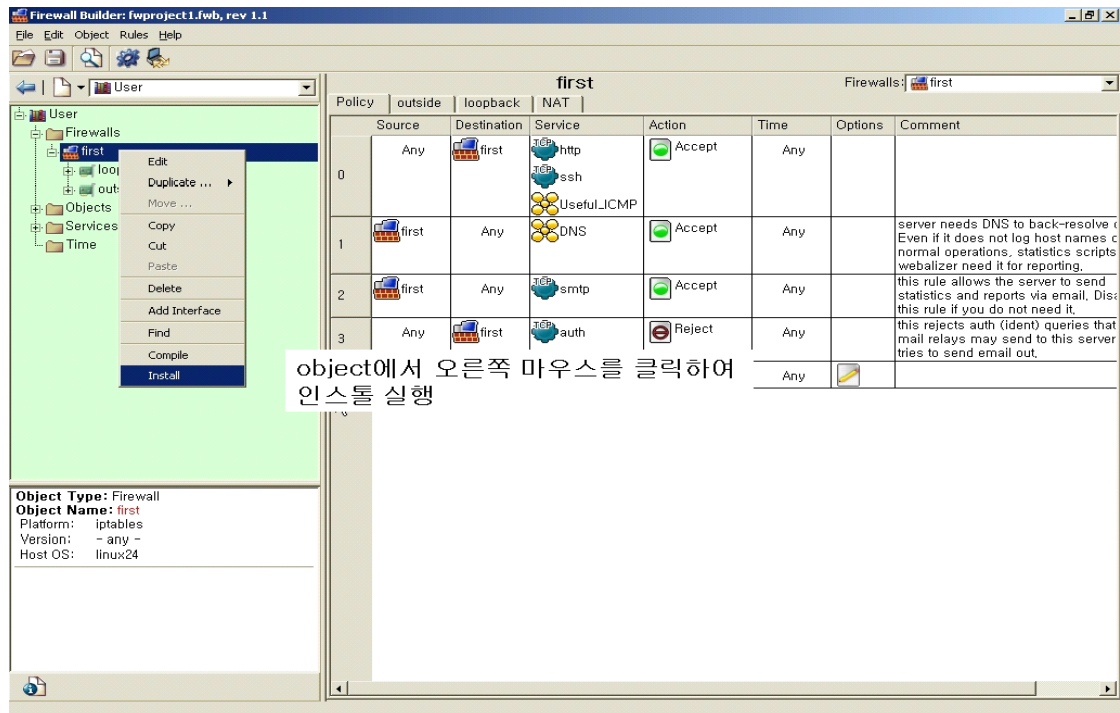 Firewall Builder: fwproject1.fwb, rev 1.1
File Edit Object Rules Help
User
User
Firewalls
first
loop
outs
Objects
Services
Time
Edit
Duplicate ...
Move ...
Copy
Cut
Paste
Delete
Add Interface
Find
Compile
Install
Object Type: Firewall
Object Name: first
Platform: iptables
Version: - any -
Host OS: linux24
first
Firewalls: first
Policy outside loopback NAT
Source Destination Service Action Time Options Comment
0 Any first http Accept Any
ssh
Useful_ICMP
1 first Any DNS Accept Any
server needs DNS to back-resolve
Even if it does not log host names
normal operations, statistics scripts
webalizer need it for reporting.
2 first Any smtp Accept Any
this rule allows the server to send
statistics and reports via email. Disa
this rule if you do not need it.
3 Any first auth Reject Any
this rejects auth (ident) queries that
mail relays may send to this server
tries to send email out.
Any
object에서 오른쪽 마우스를 클릭하여
인스톨 실행